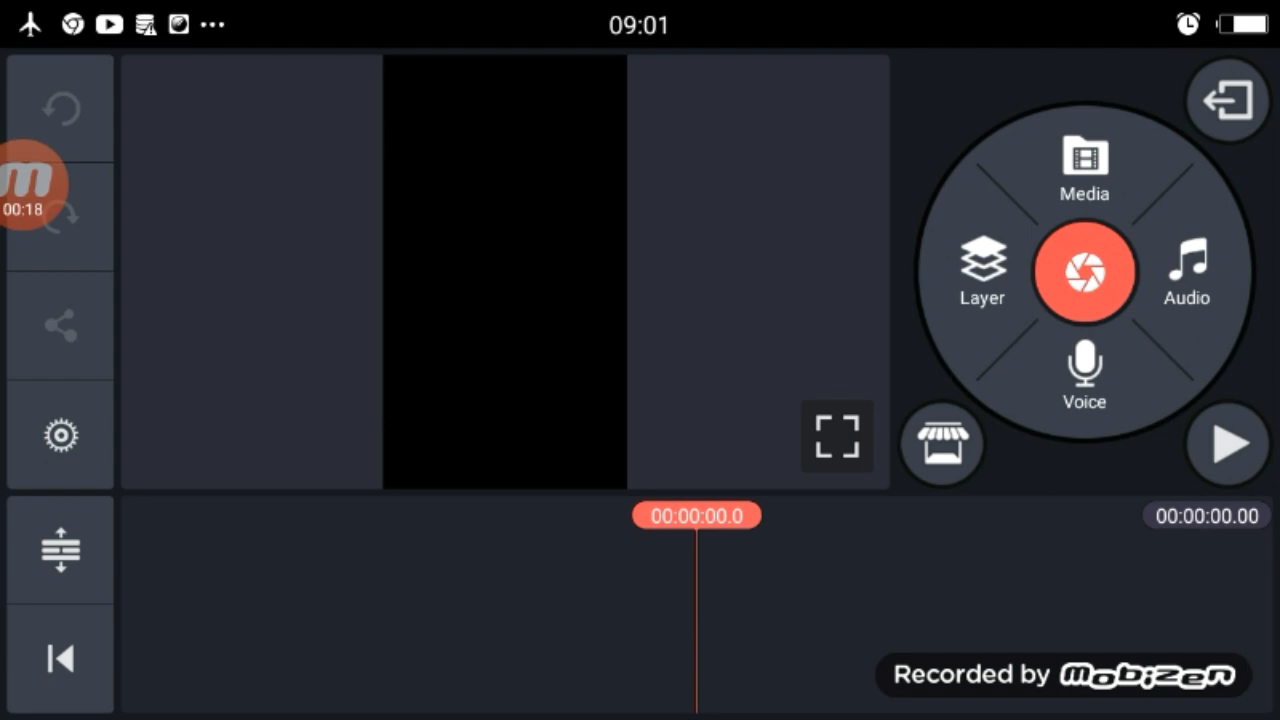 09:01
m
00:18
Media
Layer
Audio
Voice
00:00:00.0
00:00:00.00
Recorded by mobizen